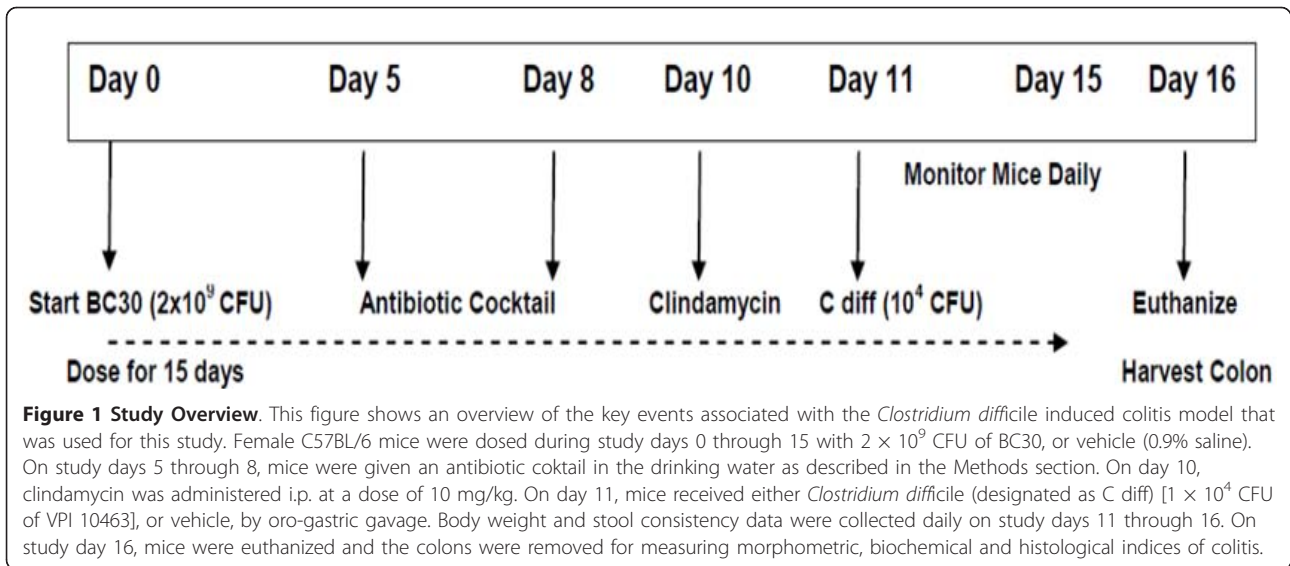 Day 0 Day 5 Day 8 Day 10 Day 11 Day 15 Day 16
Monitor Mice Daily
Start BC30 (2x10⁹ CFU) Antibiotic Cocktail Clindamycin C diff (10⁴ CFU) Euthanize
Dose for 15 days Harvest Colon
Figure 1 Study Overview. This figure shows an overview of the key events associated with the Clostridium difficile induced colitis model that
was used for this study. Female C57BL/6 mice were dosed during study days 0 through 15 with 2 × 10⁹ CFU of BC30, or vehicle (0.9% saline).
On study days 5 through 8, mice were given an antibiotic coktail in the drinking water as described in the Methods section. On day 10,
clindamycin was administered i.p. at a dose of 10 mg/kg. On day 11, mice received either Clostridium difficile (designated as C diff) [1 × 10⁴ CFU
of VPI 10463], or vehicle, by oro-gastric gavage. Body weight and stool consistency data were collected daily on study days 11 through 16. On
study day 16, mice were euthanized and the colons were removed for measuring morphometric, biochemical and histological indices of colitis.